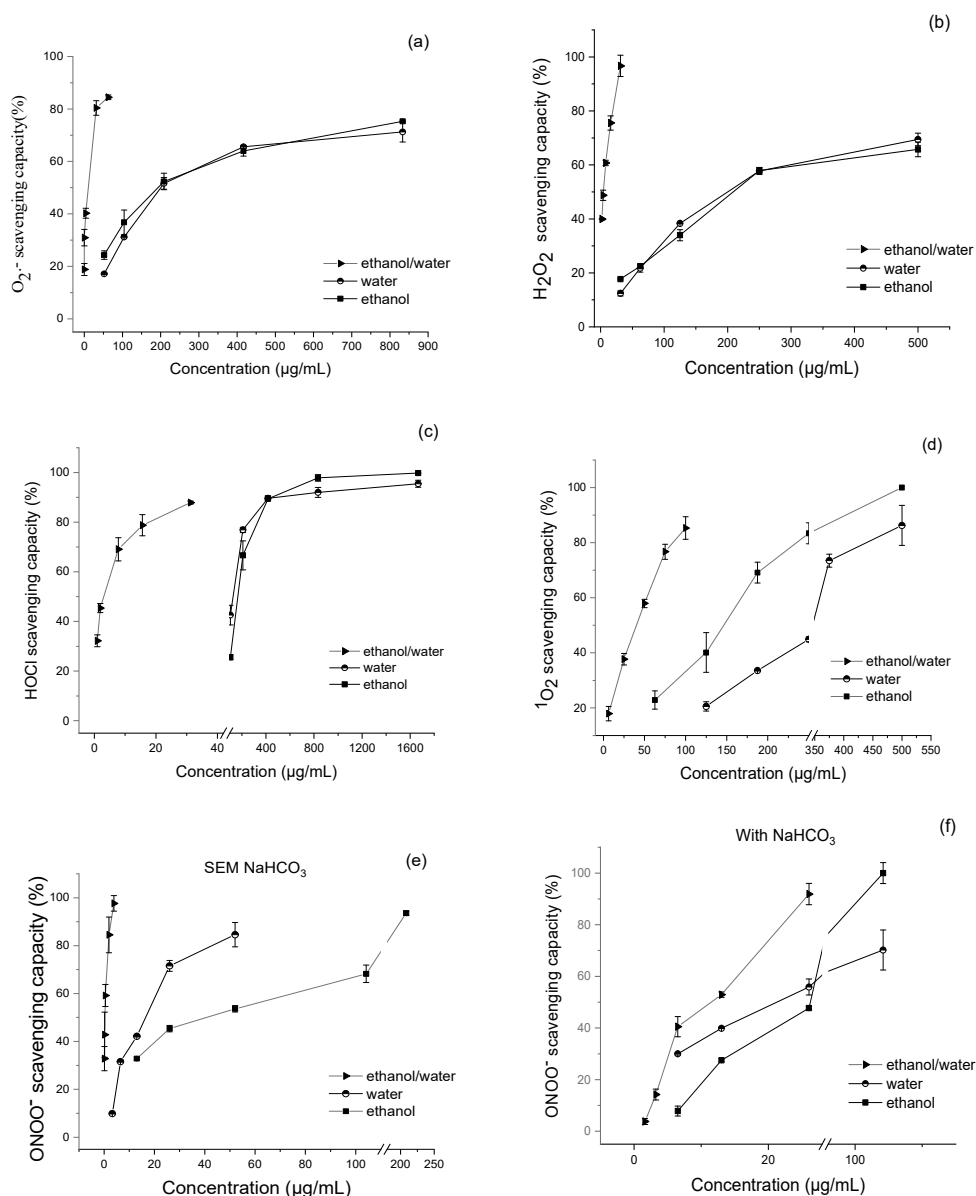 (a)
100
80
60
40
20
0
O2·- scavenging capacity(%)
0 100 200 300 400 500 600 700 800 900
Concentration (µg/mL)
ethanol/water
water
ethanol
(b)
100
80
60
40
20
0
H2O2 scavenging capacity (%)
0 100 200 300 400 500
Concentration (µg/mL)
ethanol/water
water
ethanol
(c)
100
80
60
40
20
0
HOCl scavenging capacity (%)
0 20 40 400 800 1200 1600
Concentration (µg/mL)
ethanol/water
water
ethanol
(d)
100
80
60
40
20
1O2 scavenging capacity (%)
0 50 100 150 200 350 400 450 500 550
Concentration (µg/mL)
ethanol/water
water
ethanol
(e)
SEM NaHCO3
100
80
60
40
20
0
ONOO- scavenging capacity (%)
0 20 40 60 80 100 200 250
Concentration (µg/mL)
ethanol/water
water
ethanol
(f)
With NaHCO3
100
80
60
40
20
0
ONOO- scavenging capacity (%)
0 20 100
Concentration (µg/mL)
ethanol/water
water
ethanol